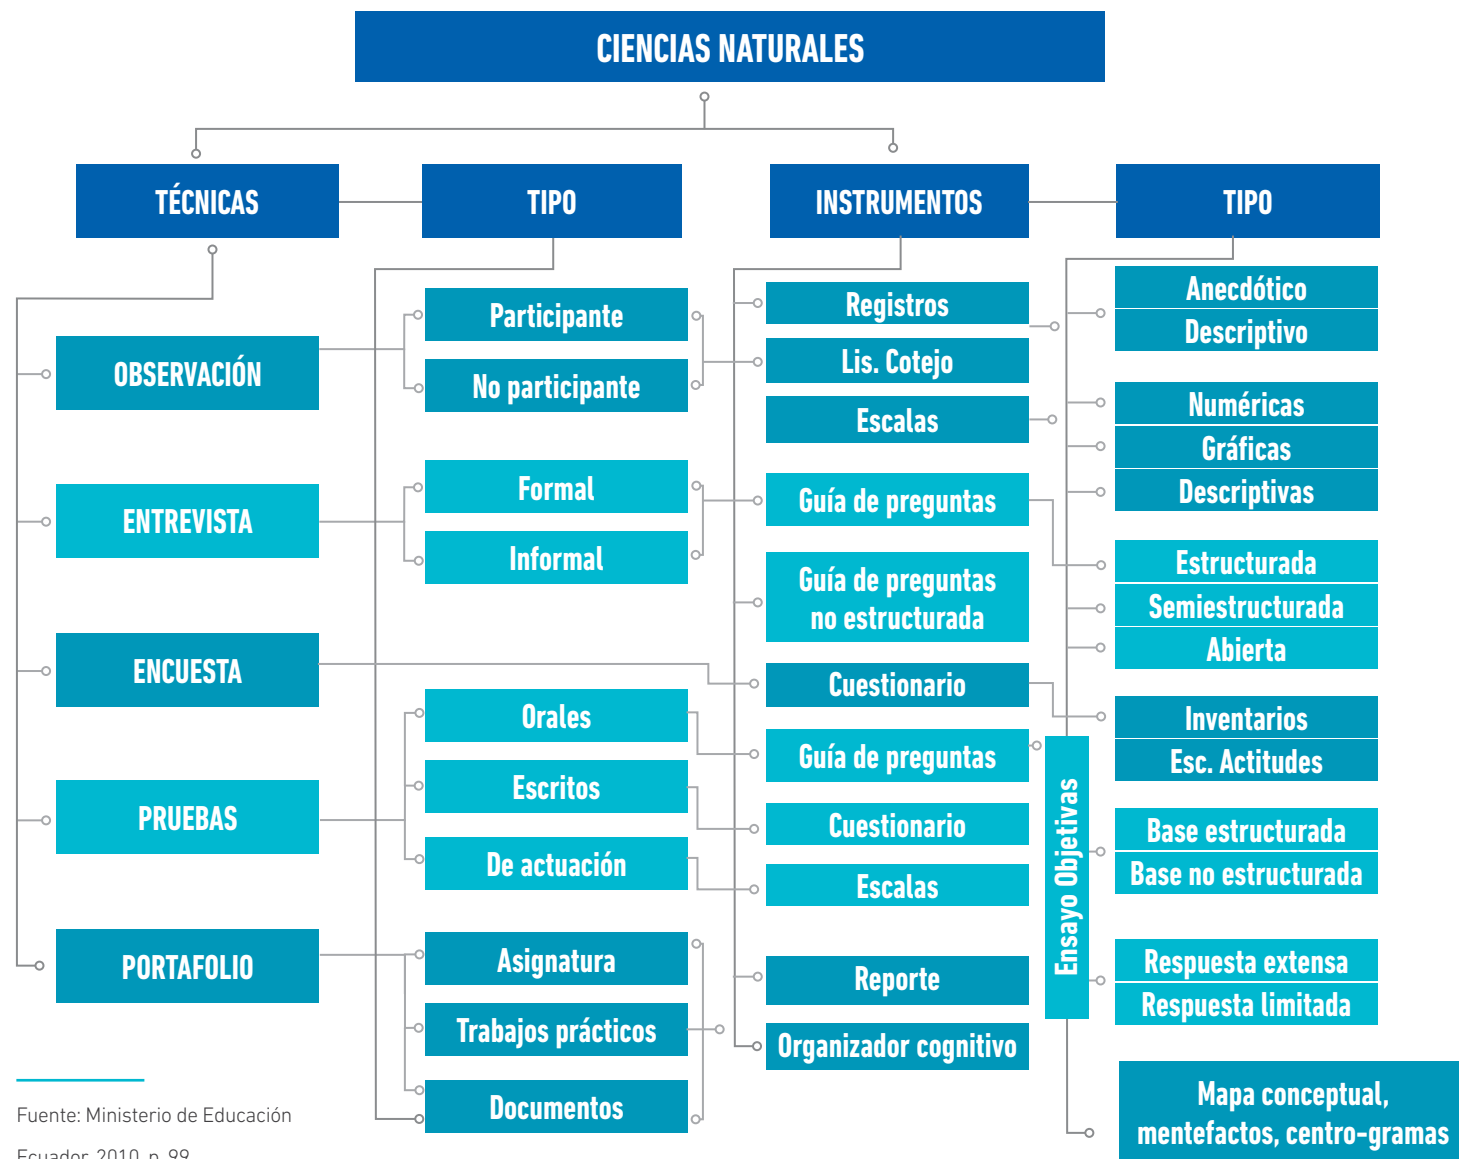 CIENCIAS NATURALES
TÉCNICAS
TIPO
INSTRUMENTOS
TIPO
OBSERVACIÓN
ENTREVISTA
ENCUESTA
PRUEBAS
PORTAFOLIO
Participante
No participante
Formal
Informal
Orales
Escritos
De actuación
Asignatura
Trabajos prácticos
Documentos
Registros
Lis. Cotejo
Escalas
Guía de preguntas
Guía de preguntas
no estructurada
Cuestionario
Guía de preguntas
Cuestionario
Escalas
Reporte
Organizador cognitivo
Ensayo Objetivas
Anecdótico
Descriptivo
Numéricas
Gráficas
Descriptivas
Estructurada
Semiestructurada
Abierta
Inventarios
Esc. Actitudes
Base estructurada
Base no estructurada
Respuesta extensa
Respuesta limitada
Mapa conceptual,
mentefactos, centro-gramas
Fuente: Ministerio de Educación
Ecuador, 2010, p. 99